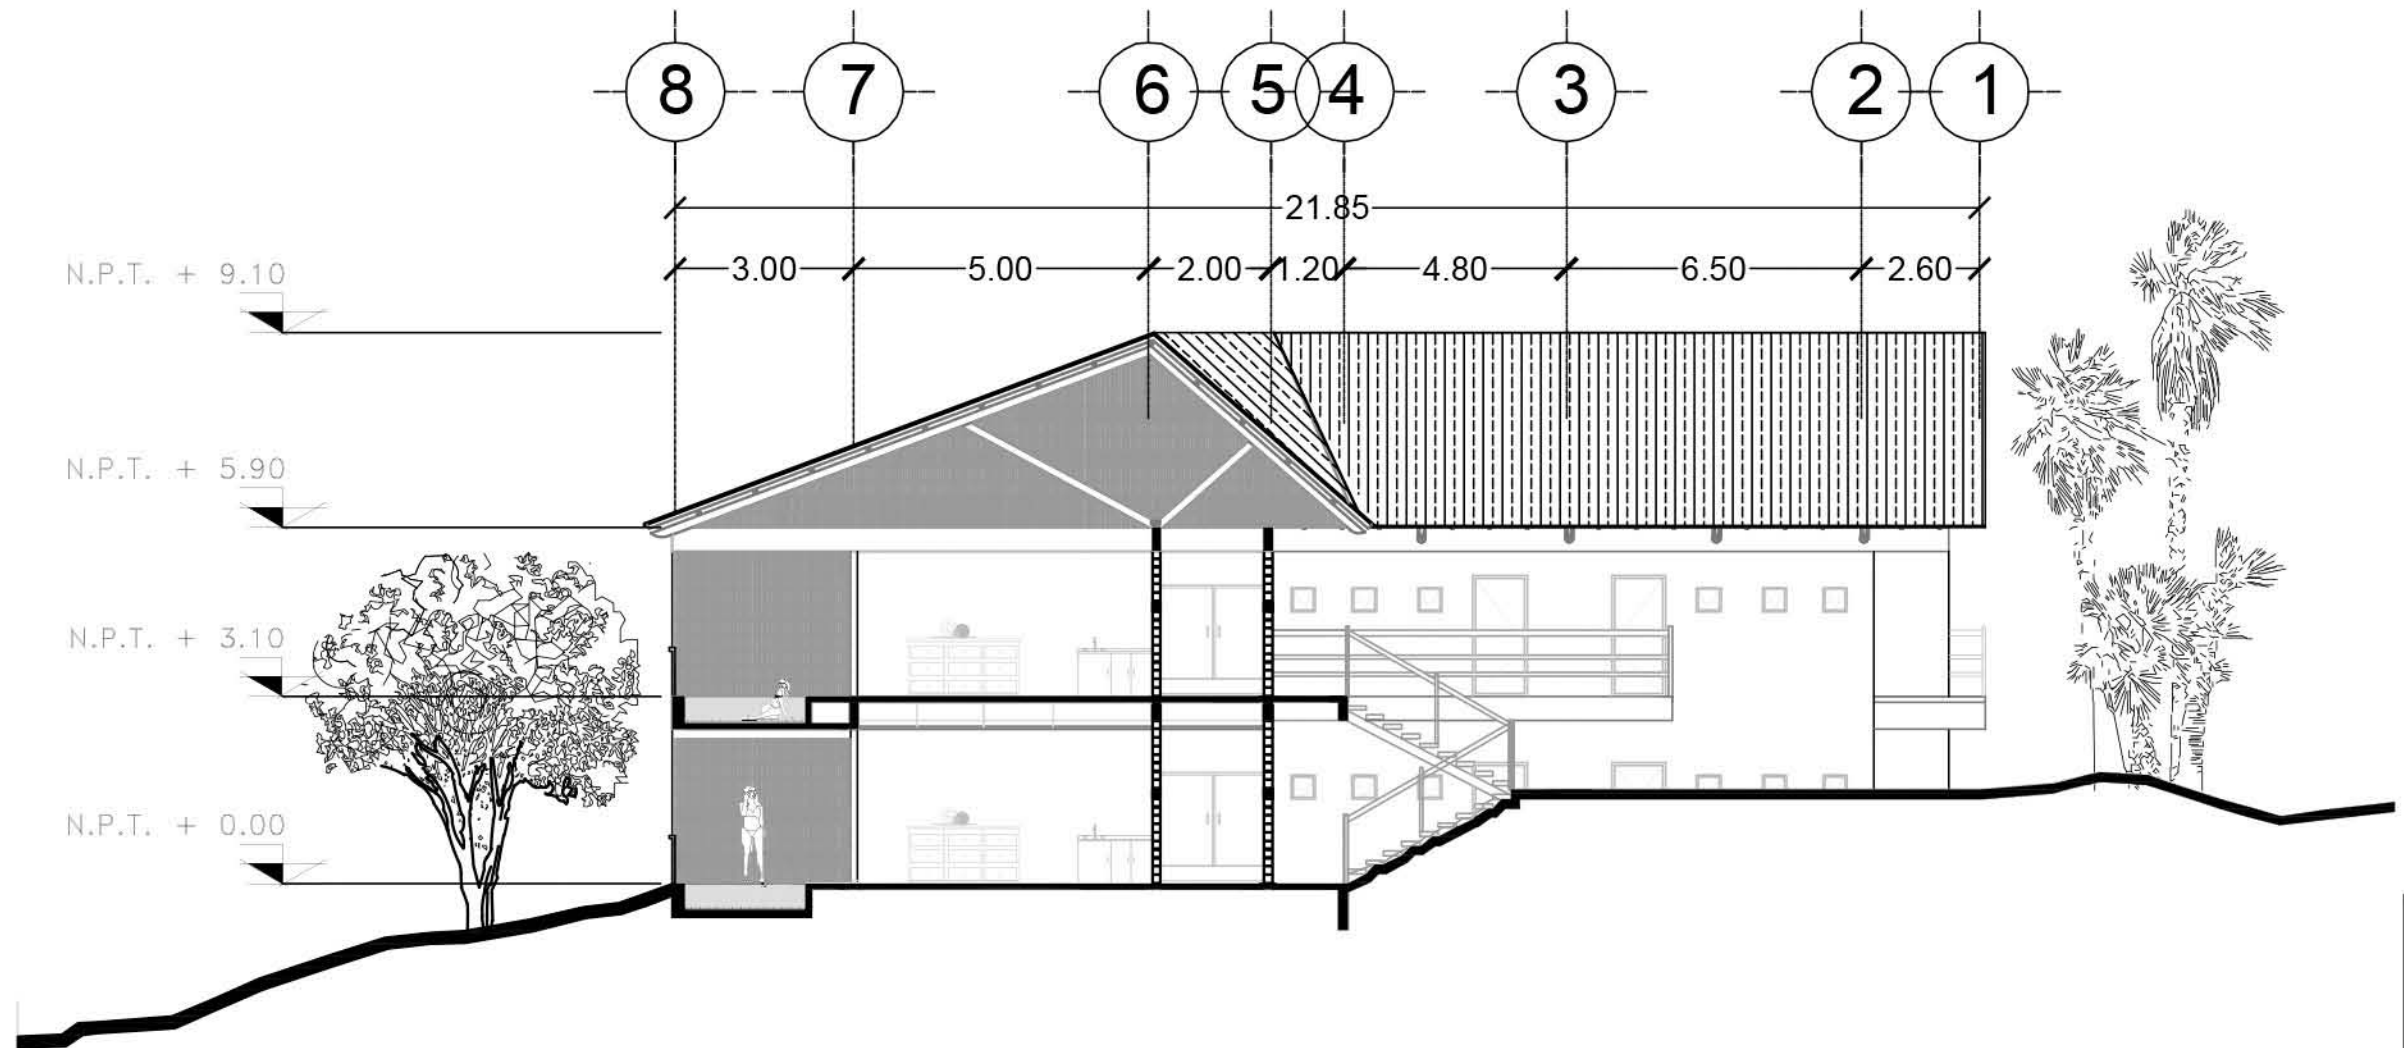 8 7 6 5 4 3 2 1
21.85
3.00 5.00 2.00 1.20 4.80 6.50 2.60
N.P.T. + 9.10
N.P.T. + 5.90
N.P.T. + 3.10
N.P.T. + 0.00